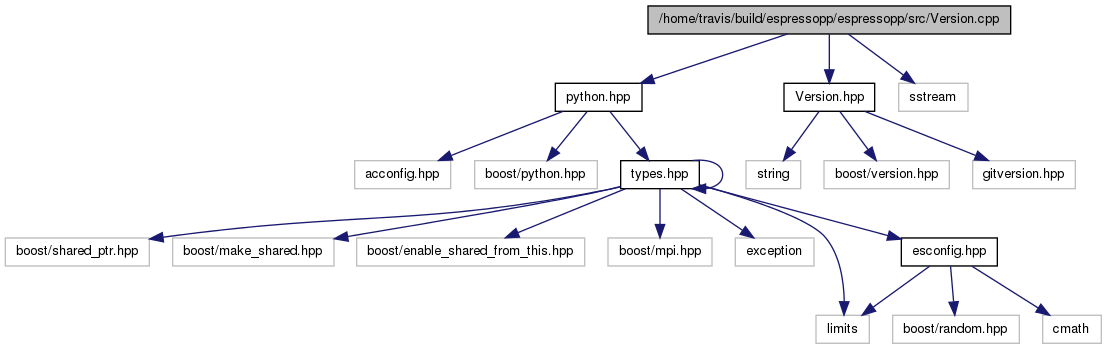 /home/travis/build/espressopp/espressopp/src/Version.cpp
python.hpp
Version.hpp
sstream
acconfig.hpp
boost/python.hpp
types.hpp
string
boost/version.hpp
gitversion.hpp
boost/shared_ptr.hpp
boost/make_shared.hpp
boost/enable_shared_from_this.hpp
boost/mpi.hpp
exception
esconfig.hpp
limits
boost/random.hpp
cmath